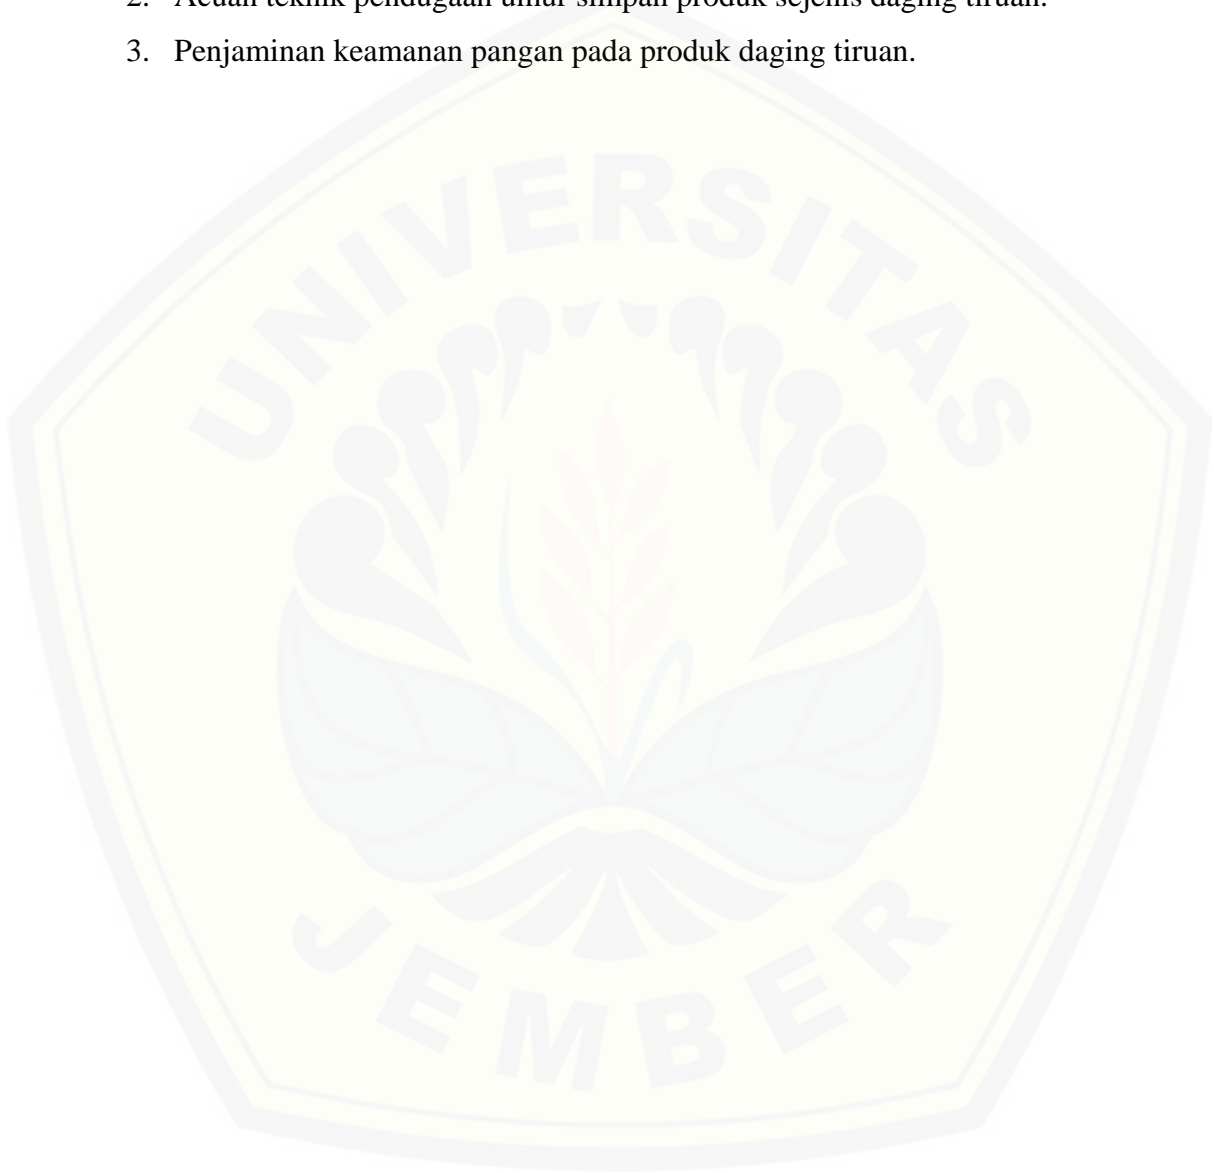 2. Acuan teknik pendugaan umur simpan produk sejenis daging tiruan.
3. Penjaminan keamanan pangan pada produk daging tiruan.
UNIVERSITAS
JEMBER